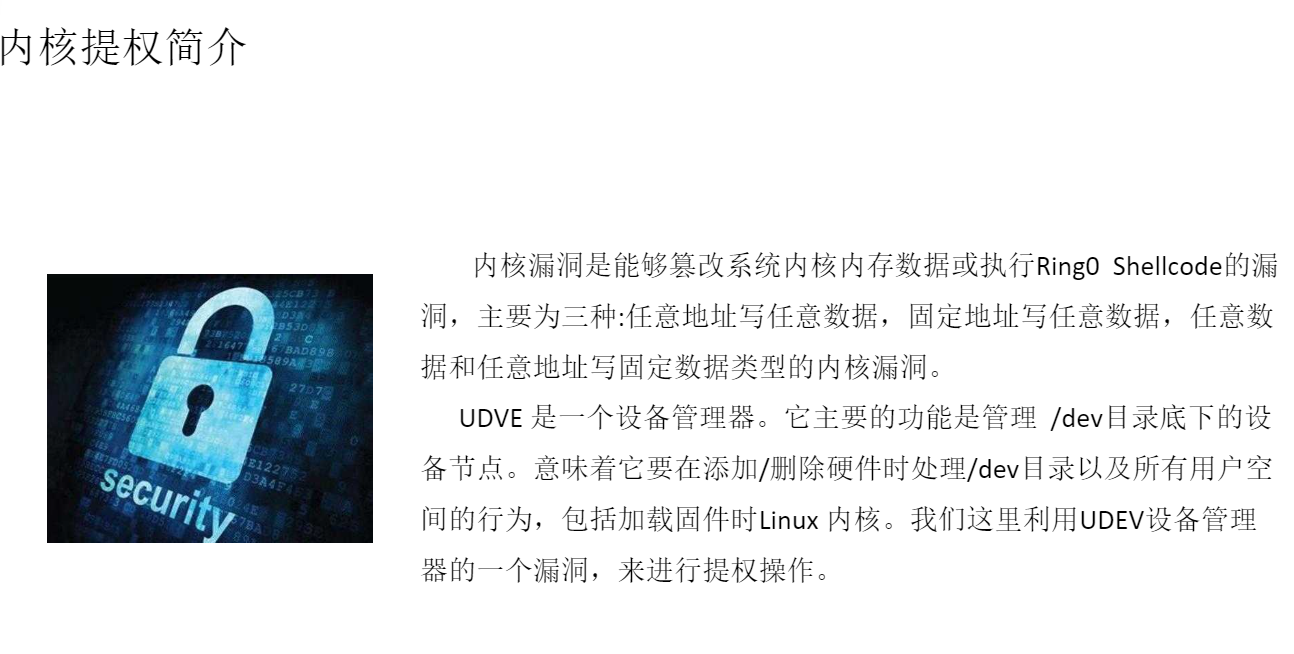 内核提权简介
内核漏洞是能够篡改系统内核内存数据或执行Ring0 Shellcode的漏
洞，主要为三种:任意地址写任意数据，固定地址写任意数据，任意数
据和任意地址写固定数据类型的内核漏洞。
UDVE 是一个设备管理器。它主要的功能是管理 /dev目录底下的设
备节点。意味着它要在添加/删除硬件时处理/dev目录以及所有用户空
间的行为，包括加载固件时Linux 内核。我们这里利用UDEV设备管理
器的一个漏洞，来进行提权操作。
security